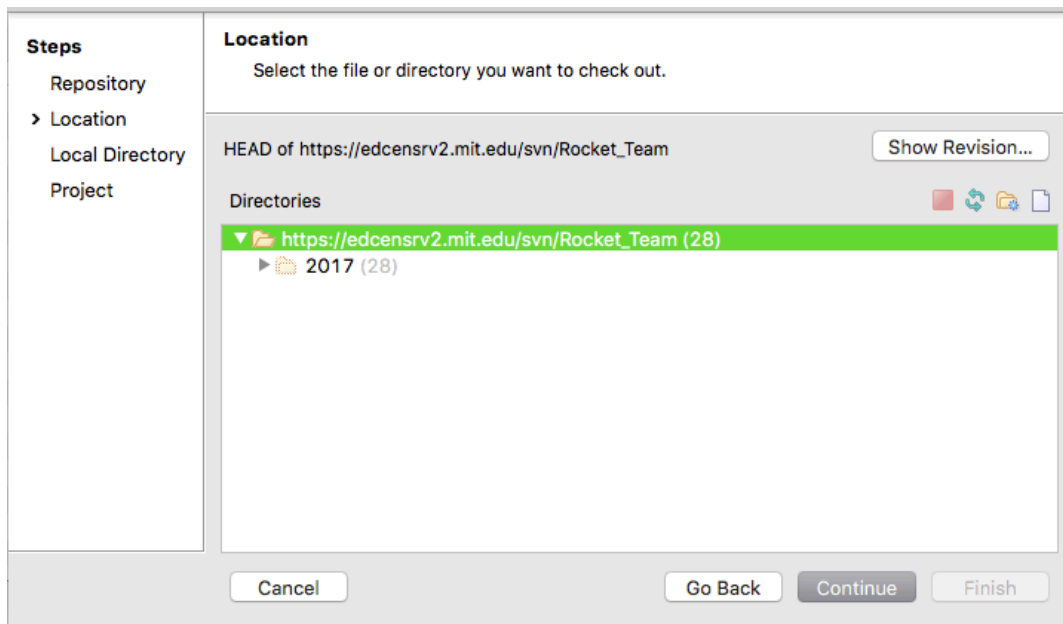 Steps
Repository
Location
Local Directory
Project
Location
Select the file or directory you want to check out.
HEAD of https://edcensrv2.mit.edu/svn/Rocket_Team
Show Revision...
Directories
https://edcensrv2.mit.edu/svn/Rocket_Team (28)
2017 (28)
Cancel
Go Back
Continue
Finish